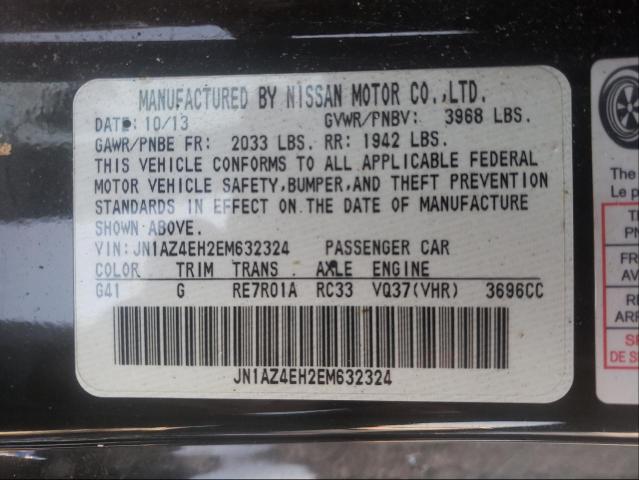 MANUFACTURED BY NISSAN MOTOR CO.,LTD.
DATE: 10/13 GVWR/PNBV: 3968 LBS.
GAWR/PNBE FR: 2033 LBS. RR: 1942 LBS.
THIS VEHICLE CONFORMS TO ALL APPLICABLE FEDERAL
MOTOR VEHICLE SAFETY,BUMPER,AND THEFT PREVENTION
STANDARDS IN EFFECT ON THE DATE OF MANUFACTURE
SHOWN ABOVE.
VIN: JN1AZ4EH2EM632324 PASSENGER CAR
COLOR TRIM TRANS AXLE ENGINE
G41 G RE7R01A RC33 VQ37(VHR) 3696CC
JN1AZ4EH2EM632324
The
Le